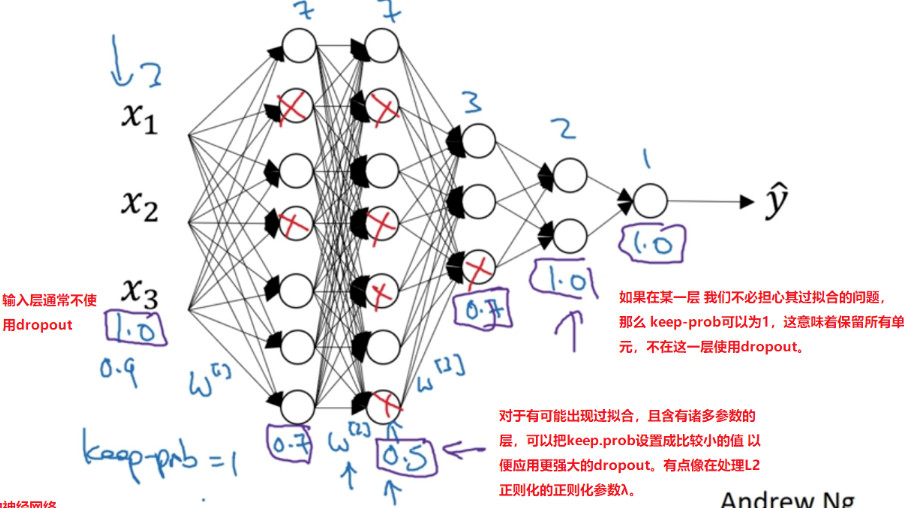 7 7
3
x₁
3
2
1
x₂
ŷ
1.0
x₃
1.0
输入层通常不使
用dropout
1.0
0.7
如果在某一层 我们不必担心其过拟合的问题,
那么 keep-prob可以为1，这意味着保留所有单
元，不在这一层使用dropout。
0.9
W[1]
W[3]
对于有可能出现过拟合，且含有诸多参数的
层，可以把keep.prob设置成比较小的值 以
便应用更强大的dropout。有点像在处理L2
正则化的正则化参数λ。
keep-prob = 1
0.7
W[2]
0.5
Andrew Ng